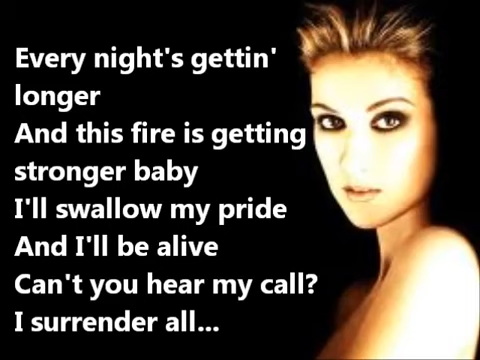 Every night's gettin'
longer
And this fire is getting
stronger baby
I'll swallow my pride
And I'll be alive
Can't you hear my call?
I surrender all...